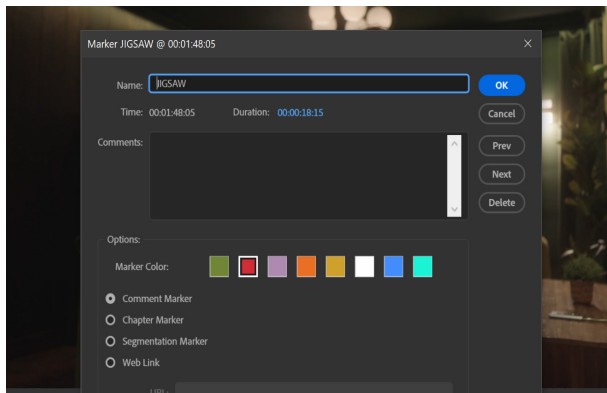 Marker JIGSAW @ 00:01:48:05
Name: JIGSAW
OK
Time: 00:01:48:05 Duration: 00:00:18:15
Cancel
Comments:
Prev
Next
Delete
Options:
Marker Color:
Comment Marker
Chapter Marker
Segmentation Marker
Web Link
URL: